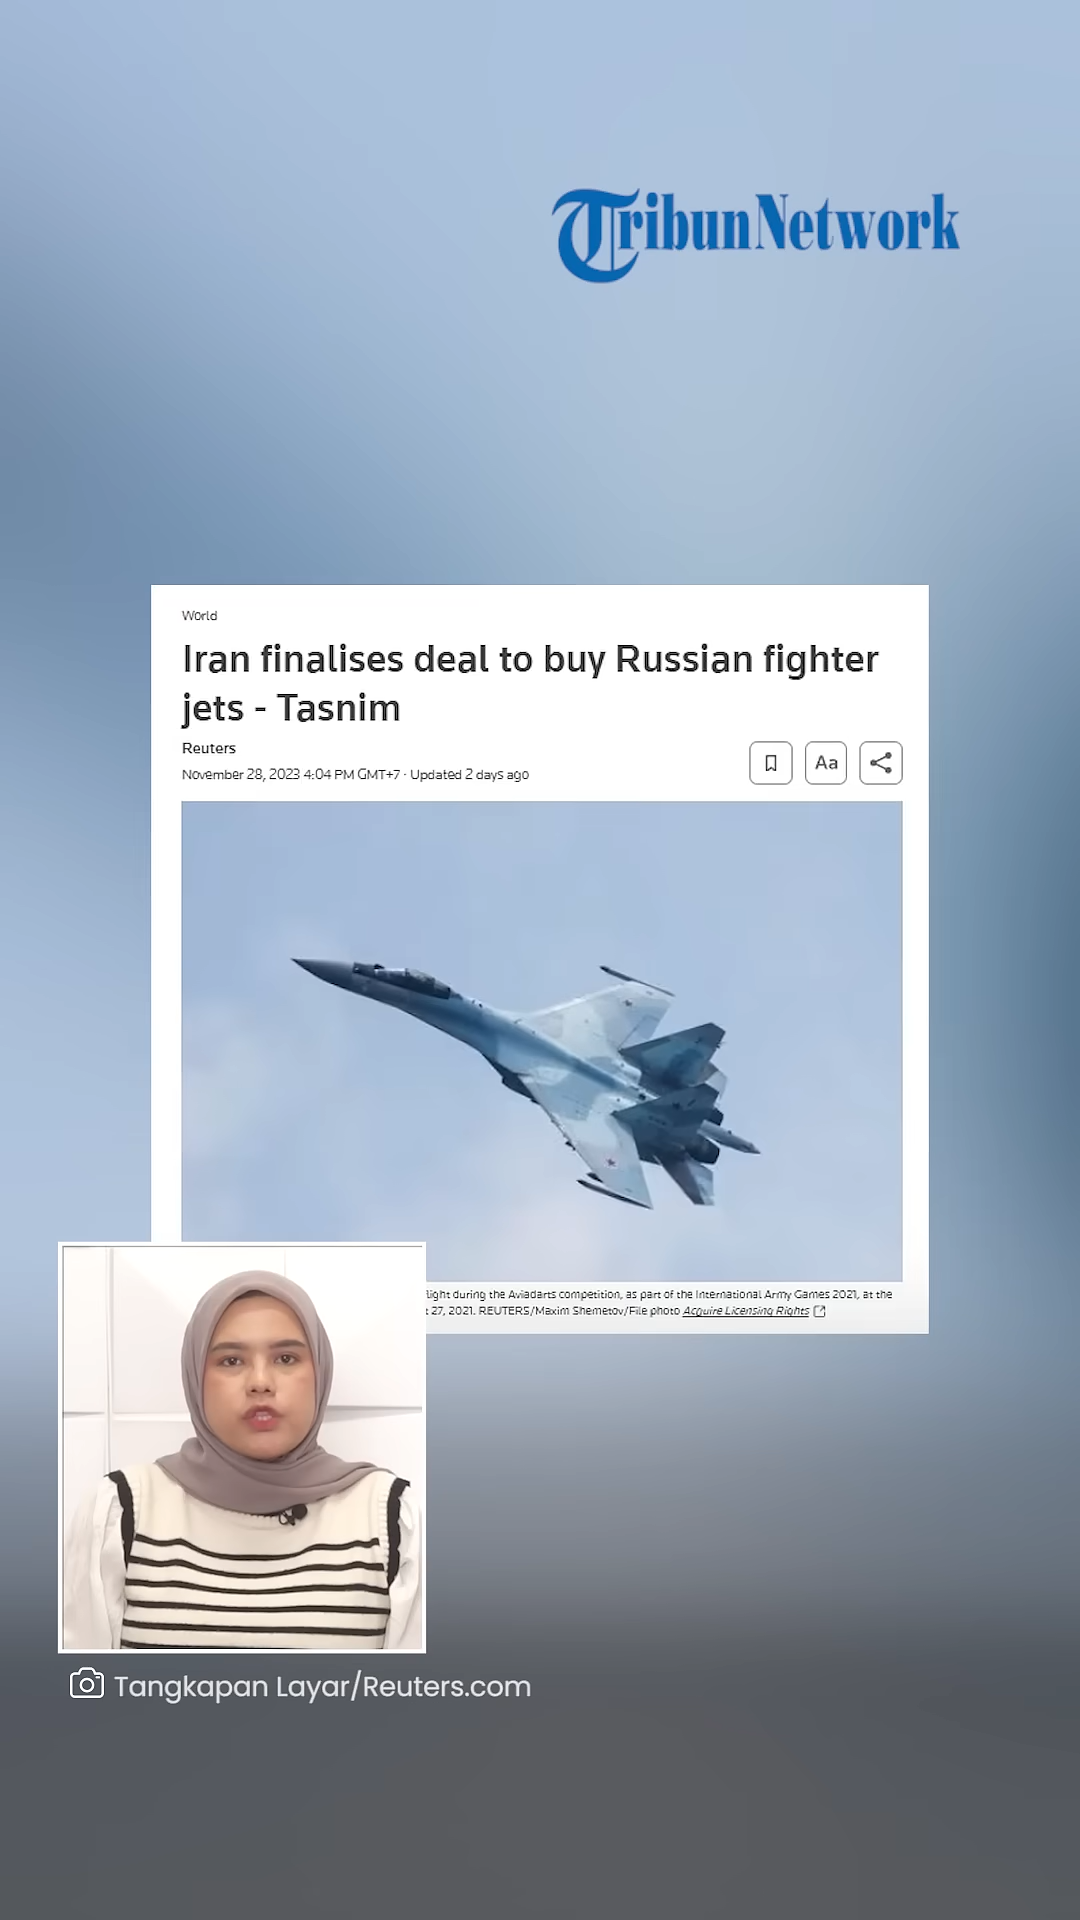 TribunNetwork
World
Iran finalises deal to buy Russian fighter
jets - Tasnim
Reuters
November 28, 2023 4:04 PM GMT+7 · Updated 2 days ago
Aa
light during the Aviadarts competition, as part of the International Army Games 2021, at the
27, 2021. REUTERS/Maxim Shemetov/File photo Acquire Licensing Rights
Tangkapan Layar/Reuters.com